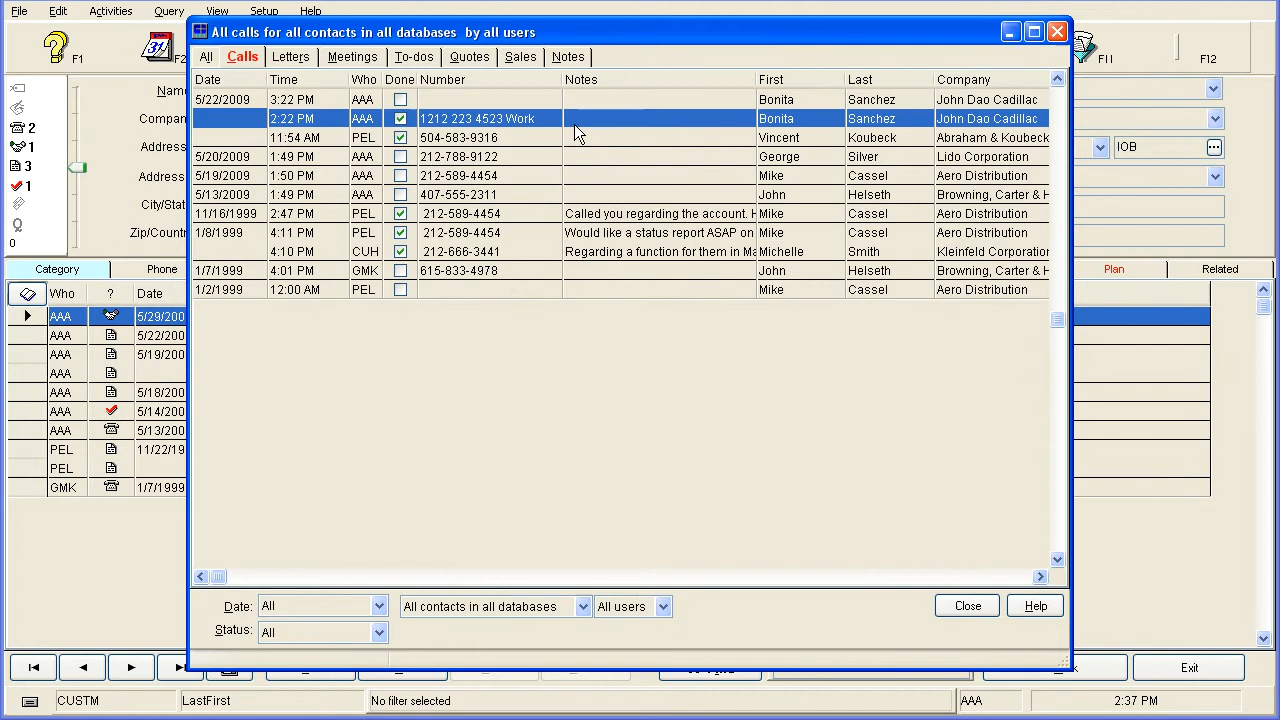 File Edit Activities Query View Setup Help
All calls for all contacts in all databases by all users
F1 F2 F11 F12
All Calls Letters Meetings To-dos Quotes Sales Notes
Date Time Who Done Number Notes First Last Company
5/22/2009 3:22 PM AAA Bonita Sanchez John Dao Cadillac
2:22 PM AAA 1212 223 4523 Work Bonita Sanchez John Dao Cadillac
11:54 AM PEL 504-583-9316 Vincent Koubeck Abraham & Koubeck
5/20/2009 1:49 PM AAA 212-788-9122 George Silver Lido Corporation
5/19/2009 1:50 PM AAA 212-589-4454 Mike Cassel Aero Distribution
5/13/2009 1:49 PM AAA 407-555-2311 John Helseth Browning, Carter & H
11/16/1999 2:47 PM PEL 212-589-4454 Called you regarding the account. H Mike Cassel Aero Distribution
1/8/1999 4:11 PM PEL 212-589-4454 Would like a status report ASAP on Mike Cassel Aero Distribution
4:10 PM CUH 212-666-3441 Regarding a function for them in Ma Michelle Smith Kleinfeld Corporation
1/7/1999 4:01 PM GMK 615-833-4978 John Helseth Browning, Carter & H
1/2/1999 12:00 AM PEL Mike Cassel Aero Distribution
Date: All All contacts in all databases All users Close Help
Status: All
2
1
3
1
0
Name
Compan
Address
Address
City/Stat
Zip/Countr
IOB
Category Phone Plan Related
Who ? Date
AAA 5/29/200
AAA 5/22/200
AAA 5/19/200
AAA
AAA 5/18/200
AAA 5/14/200
AAA 5/13/200
PEL 11/22/19
PEL
GMK 1/7/1999
Exit
CUSTM LastFirst No filter selected AAA 2:37 PM